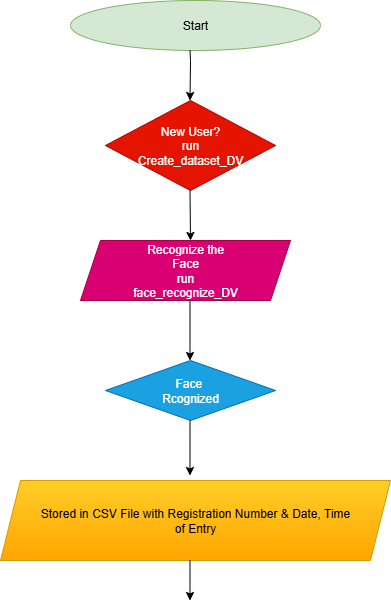 Start
New User?
run
Create_dataset_DV
Recognize the
Face
run
face_recognize_DV
Face
Rcognized
Stored in CSV File with Registration Number & Date, Time
of Entry